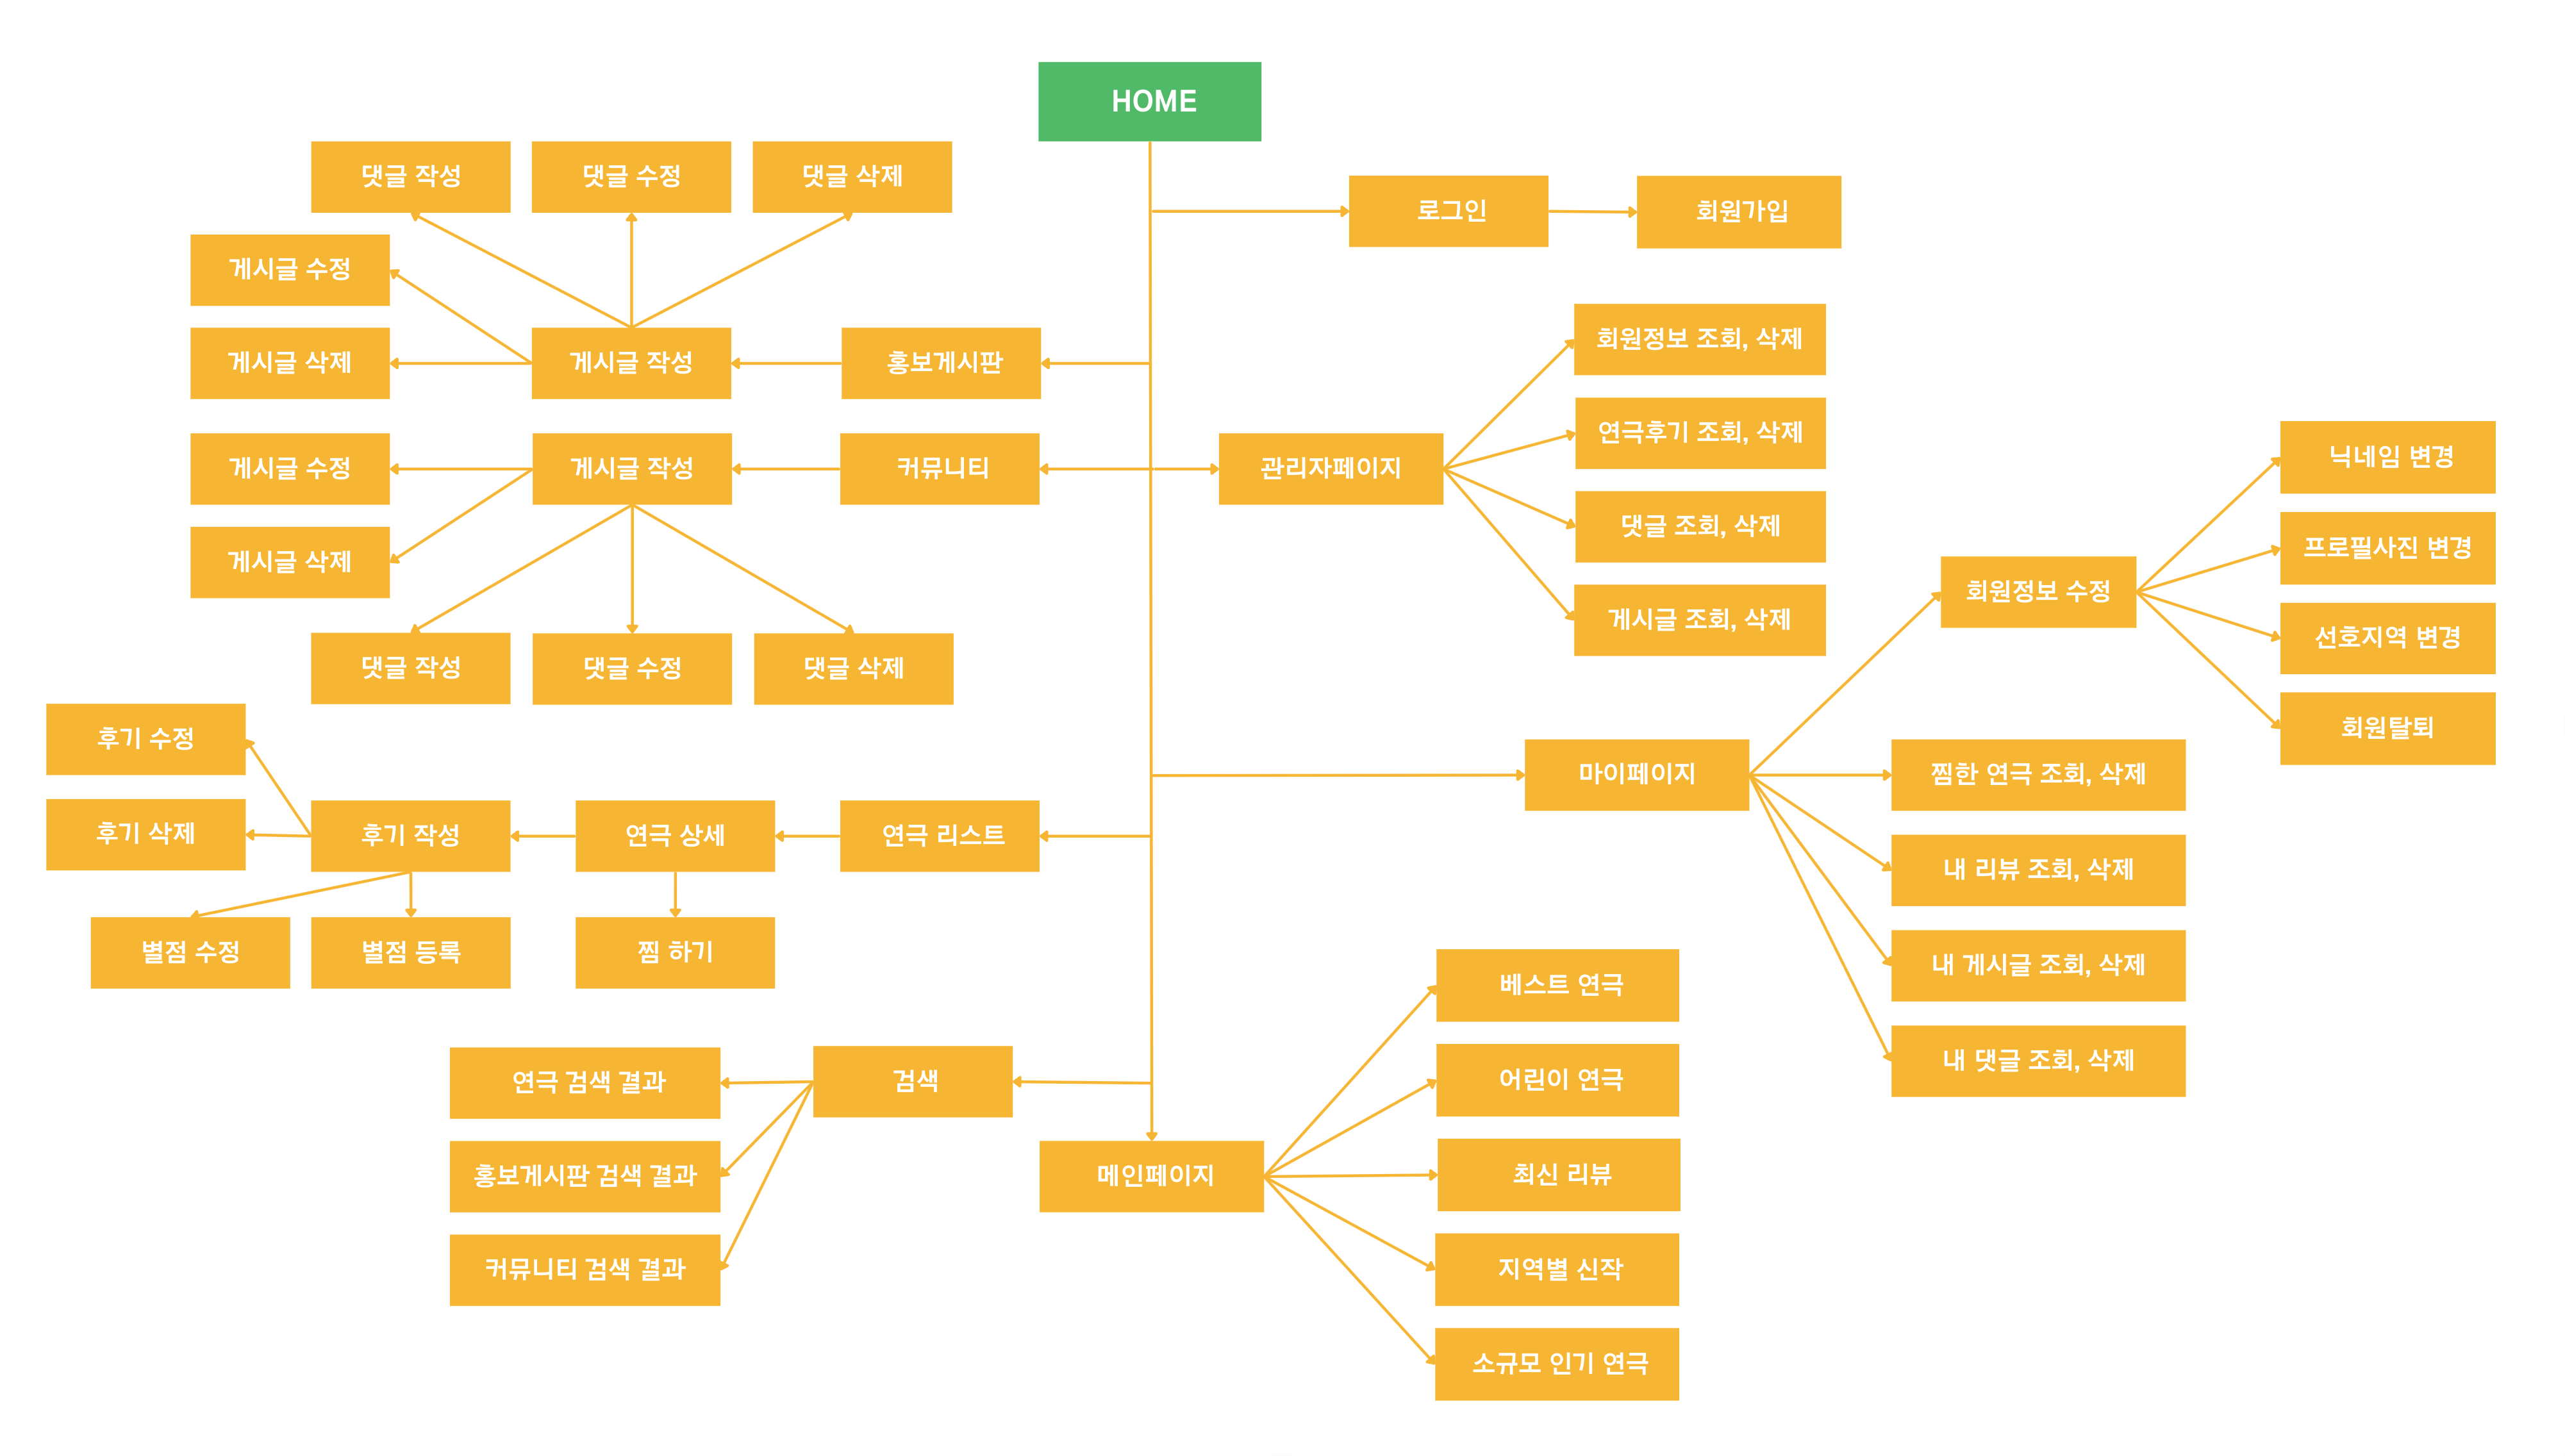 HOME
댓글 작성
댓글 수정
댓글 삭제
로그인
회원가입
게시글 수정
게시글 삭제
게시글 작성
홍보게시판
회원정보 조회, 삭제
연극후기 조회, 삭제
댓글 조회, 삭제
게시글 조회, 삭제
게시글 수정
게시글 작성
커뮤니티
관리자페이지
게시글 삭제
댓글 작성
댓글 수정
댓글 삭제
닉네임 변경
프로필사진 변경
회원정보 수정
선호지역 변경
회원탈퇴
후기 수정
후기 삭제
후기 작성
연극 상세
연극 리스트
마이페이지
찜한 연극 조회, 삭제
내 리뷰 조회, 삭제
내 게시글 조회, 삭제
내 댓글 조회, 삭제
별점 수정
별점 등록
찜 하기
연극 검색 결과
검색
홍보게시판 검색 결과
커뮤니티 검색 결과
메인페이지
베스트 연극
어린이 연극
최신 리뷰
지역별 신작
소규모 인기 연극